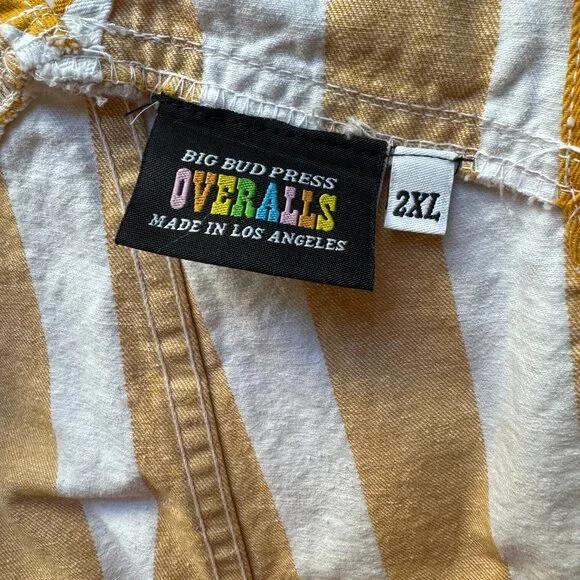 BIG BUD PRESS
OVERALLS
MADE IN LOS ANGELES
2XL